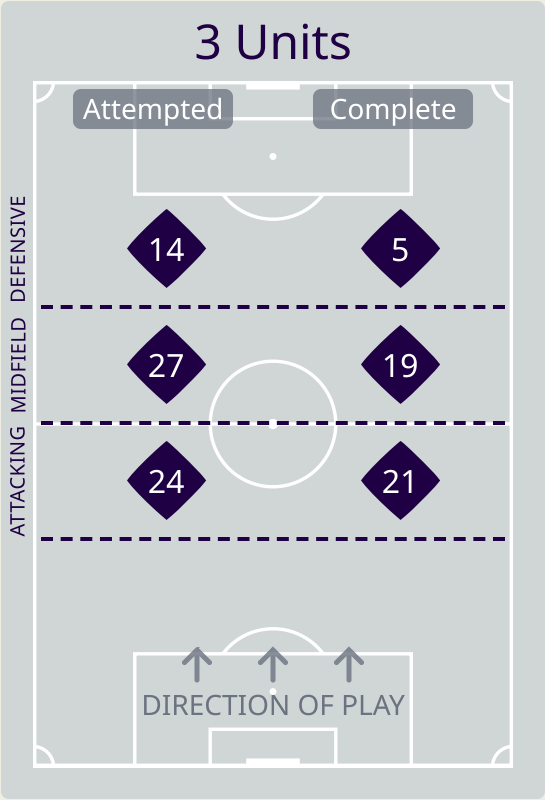 3 Units
Attempted Complete
DEFENSIVE
14 5
MIDFIELD
27 19
ATTACKING
24 21
DIRECTION OF PLAY